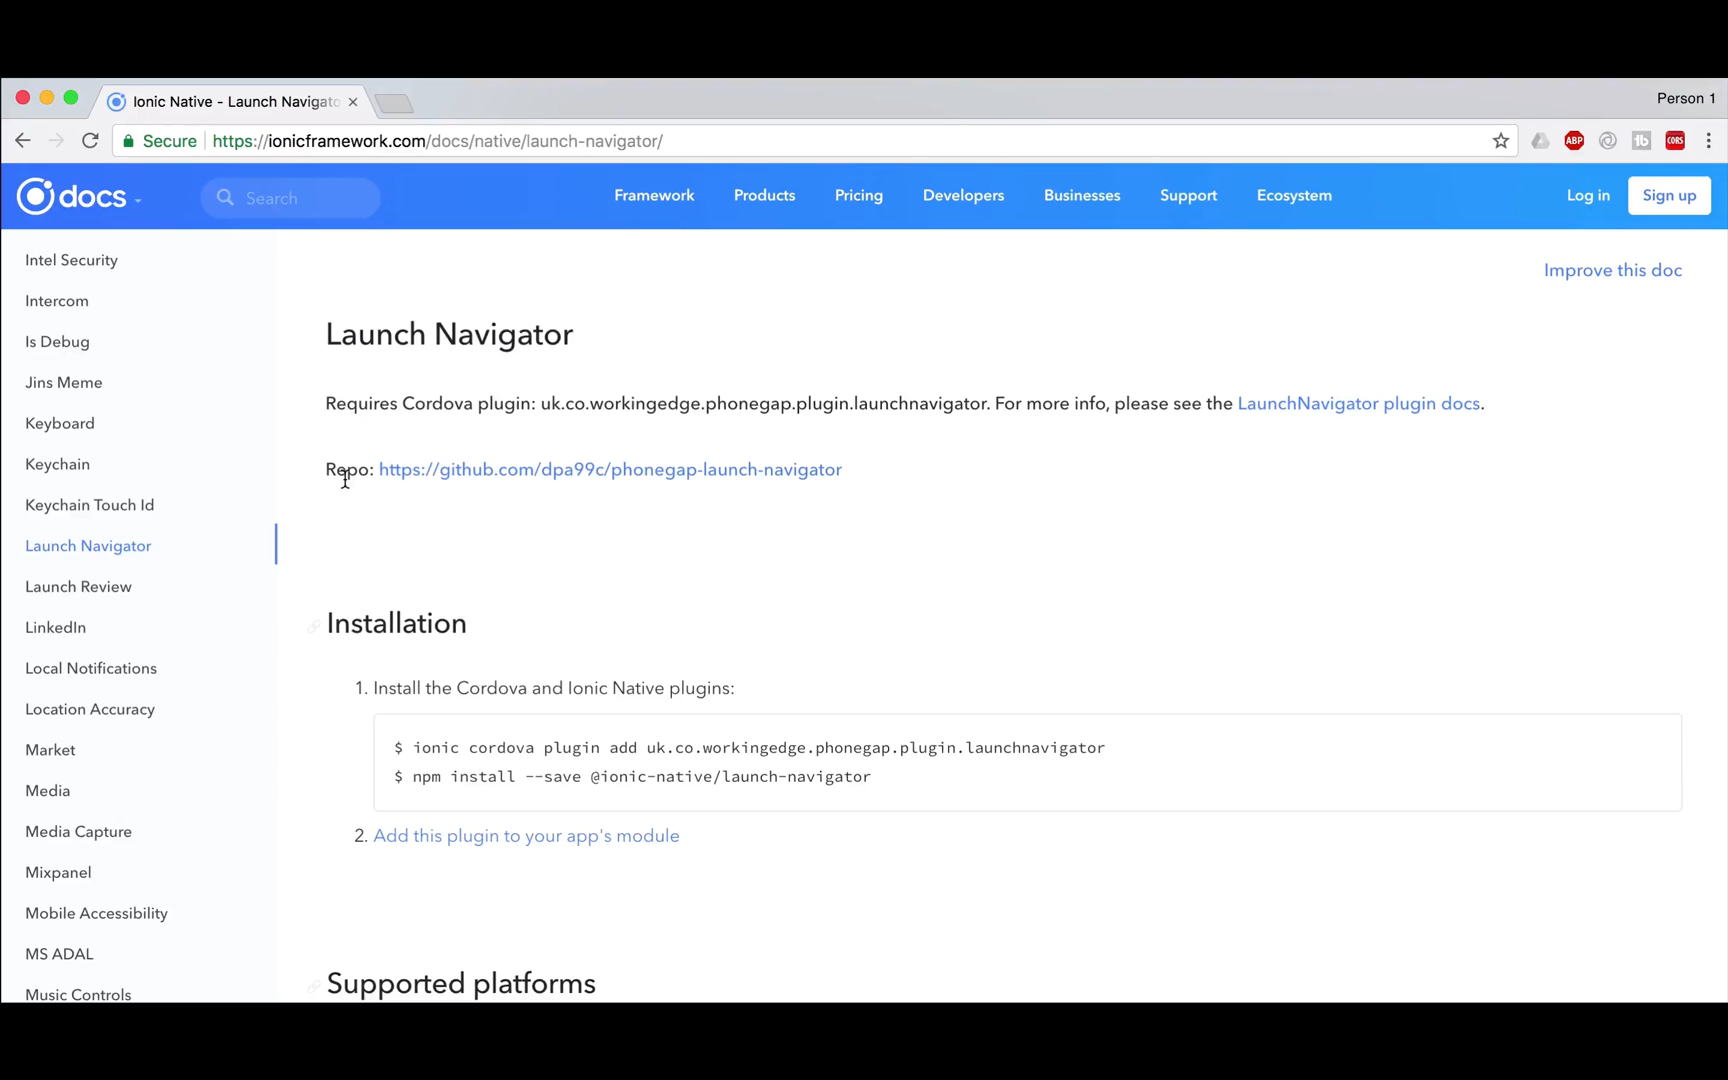 Ionic Native - Launch Navigato
Person 1
Secure
https://ionicframework.com/docs/native/launch-navigator/
ABP
CORS
docs
Search
Framework
Products
Pricing
Developers
Businesses
Support
Ecosystem
Log in
Sign up
Intel Security
Intercom
Is Debug
Jins Meme
Keyboard
Keychain
Keychain Touch Id
Launch Navigator
Launch Review
LinkedIn
Local Notifications
Location Accuracy
Market
Media
Media Capture
Mixpanel
Mobile Accessibility
MS ADAL
Music Controls
Improve this doc
Launch Navigator
Requires Cordova plugin: uk.co.workingedge.phonegap.plugin.launchnavigator. For more info, please see the LaunchNavigator plugin docs.
Repo: https://github.com/dpa99c/phonegap-launch-navigator
Installation
1. Install the Cordova and Ionic Native plugins:
$ ionic cordova plugin add uk.co.workingedge.phonegap.plugin.launchnavigator
$ npm install --save @ionic-native/launch-navigator
2. Add this plugin to your app's module
Supported platforms